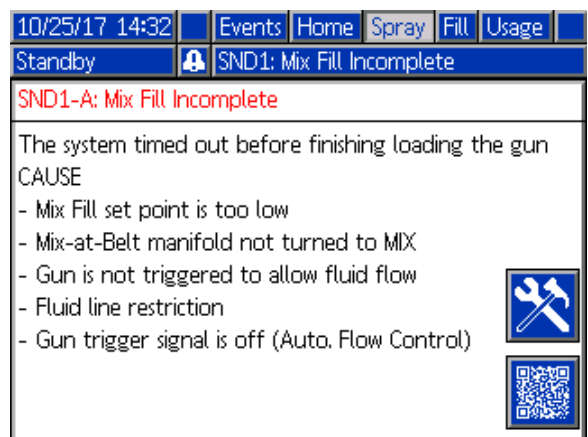 10/25/17 14:32 Events Home Spray Fill Usage
Standby SND1: Mix Fill Incomplete
SND1-A: Mix Fill Incomplete
The system timed out before finishing loading the gun
CAUSE
- Mix Fill set point is too low
- Mix-at-Belt manifold not turned to MIX
- Gun is not triggered to allow fluid flow
- Fluid line restriction
- Gun trigger signal is off (Auto. Flow Control)